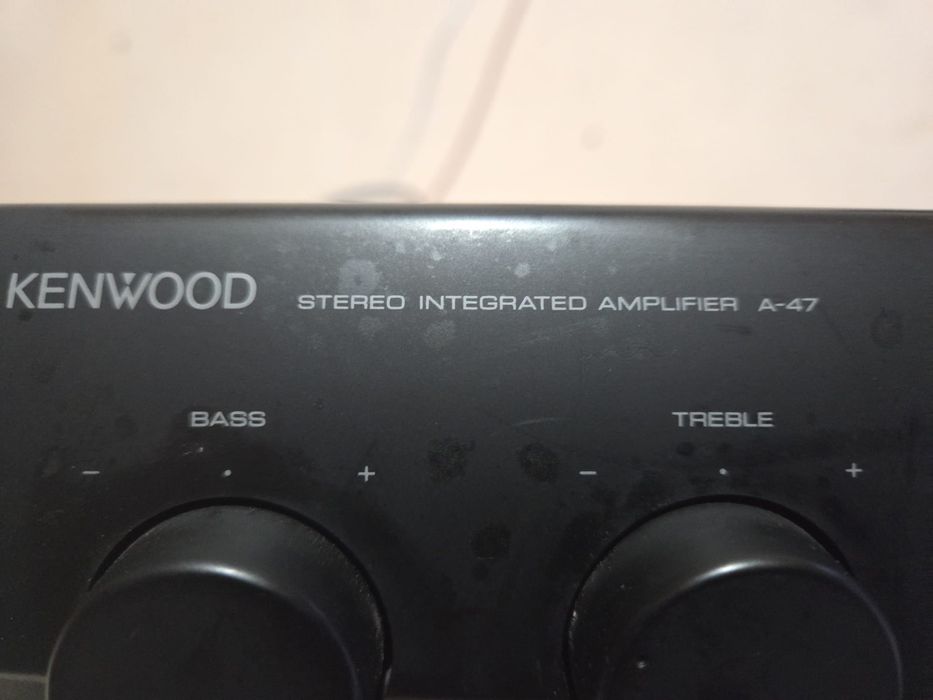 KENWOOD STEREO INTEGRATED AMPLIFIER A-47
BASS TREBLE
− • + − • +